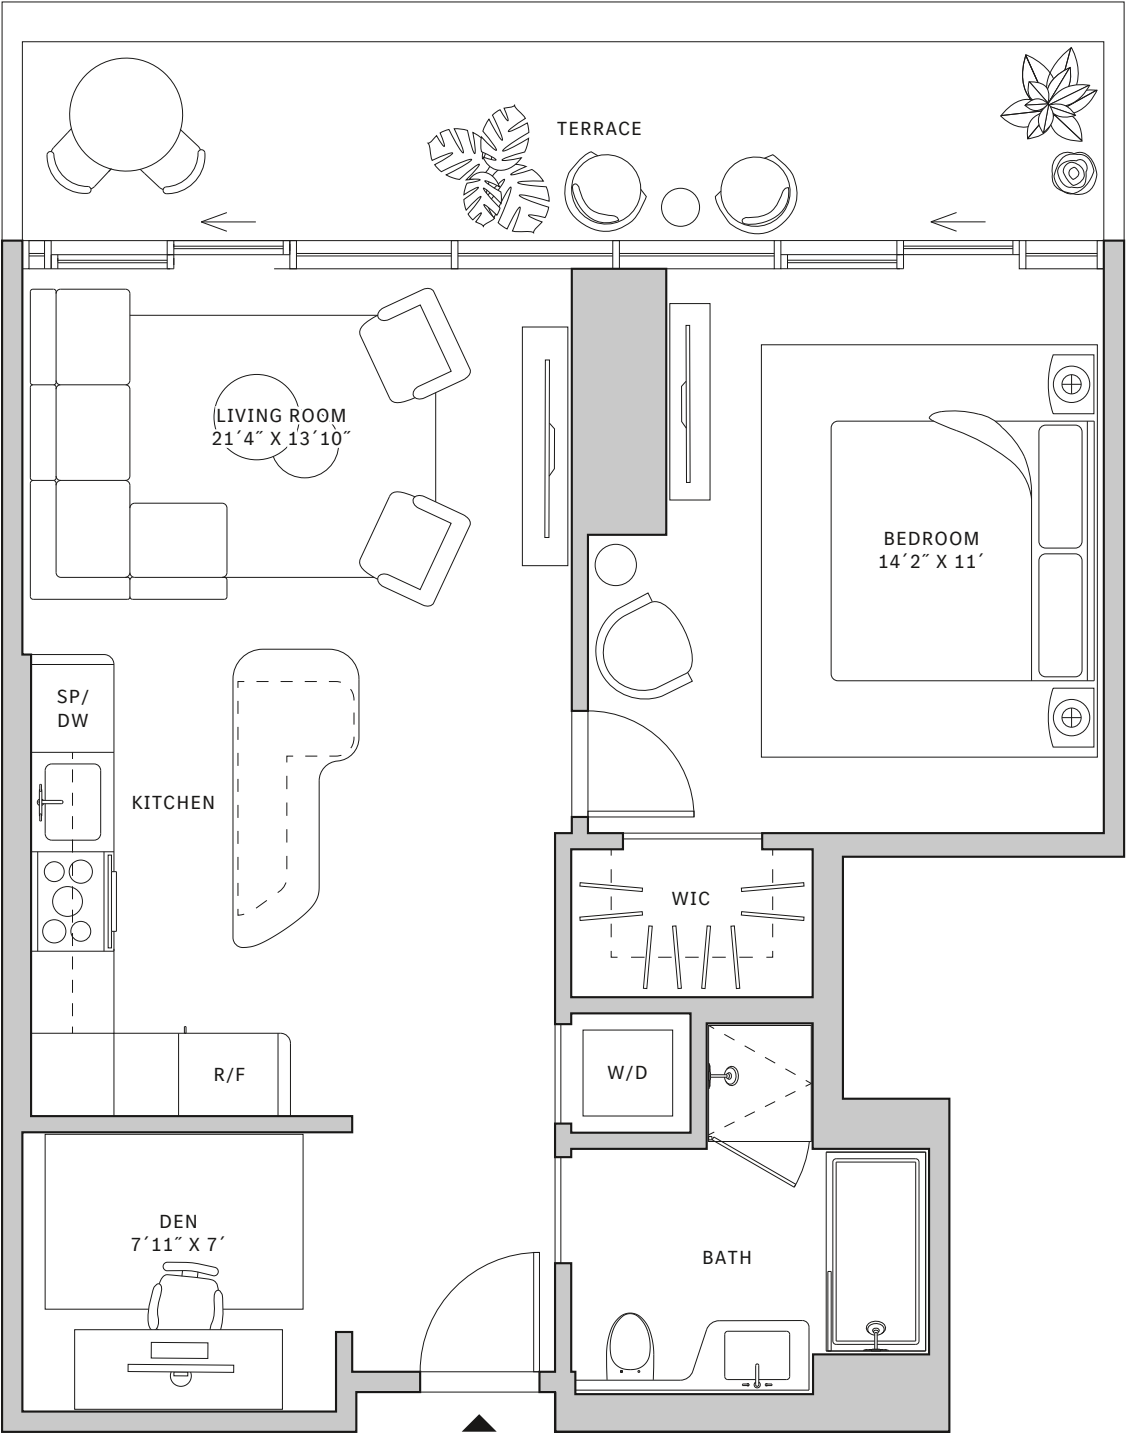 TERRACE
LIVING ROOM
21´4˝ X 13´10˝
BEDROOM
14´2˝ X 11´
SP/
DW
KITCHEN
WIC
R/F
W/D
DEN
7´11˝ X 7´
BATH